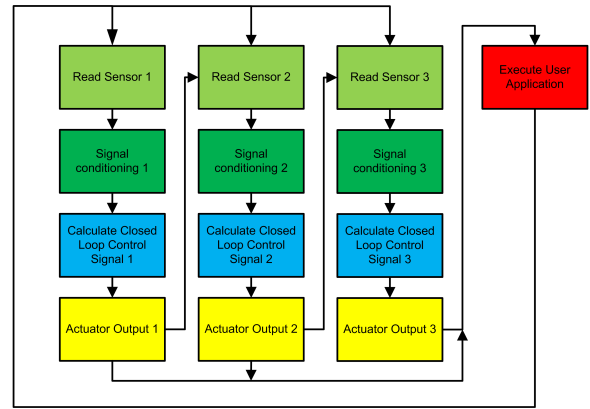 Read Sensor 1
Read Sensor 2
Read Sensor 3
Execute User
Application
Signal
conditioning 1
Signal
conditioning 2
Signal
conditioning 3
Calculate Closed
Loop Control
Signal 1
Calculate Closed
Loop Control
Signal 2
Calculate Closed
Loop Control
Signal 3
Actuator Output 1
Actuator Output 2
Actuator Output 3